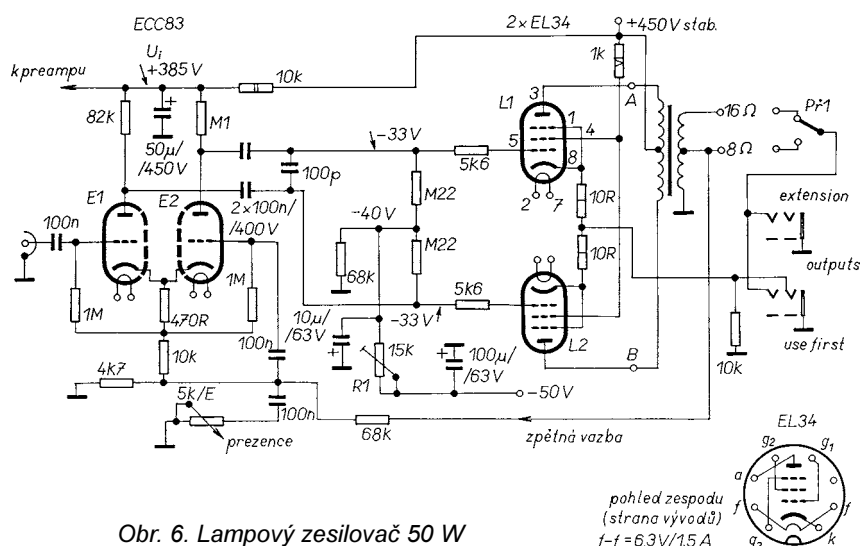 ECC83
2xEL34
+450V stab.
Ui
+385V
k preampu
10k
1k
82k
50µ/
/450V
M1
-33V
L1
3
1
4
5
8
2
7
A
5k6
100p
16Ω
8Ω
Př1
E1
E2
2×100n/
/400V
100n
M22
-40V
M22
10R
10R
extension
outputs
use first
1M
470R
1M
68k
-33V
5k6
10µ/
/63V
15k
R1
100µ/
/63V
L2
B
10k
10k
100n
4k7
5k/E
prezence
100n
-50V
68k
zpětná vazba
EL34
g2
g1
a
f
f
g3
k
pohled zespodu
(strana vývodů)
f-f = 6,3V/1,5 A
Obr. 6. Lampový zesilovač 50 W